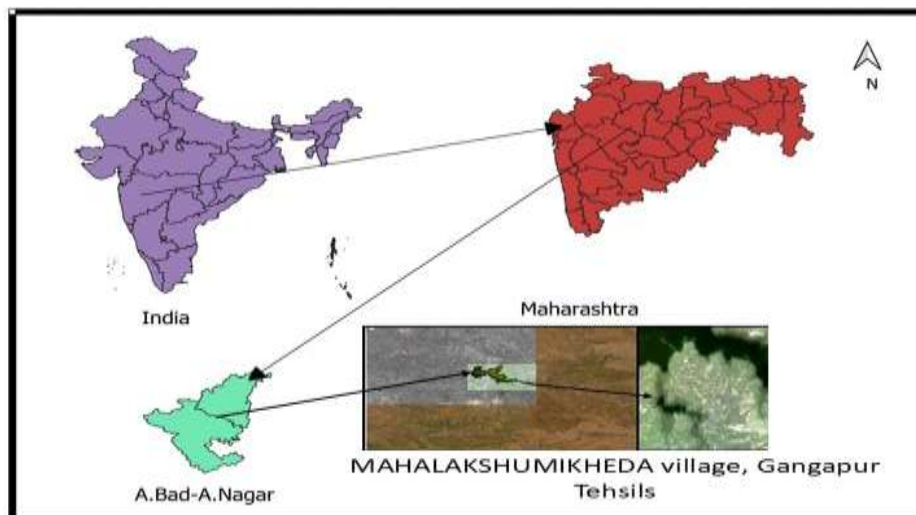 N
India
Maharashtra
A.Bad-A.Nagar
MAHALAKSHUMIKHEDA village, Gangapur
Tehsils